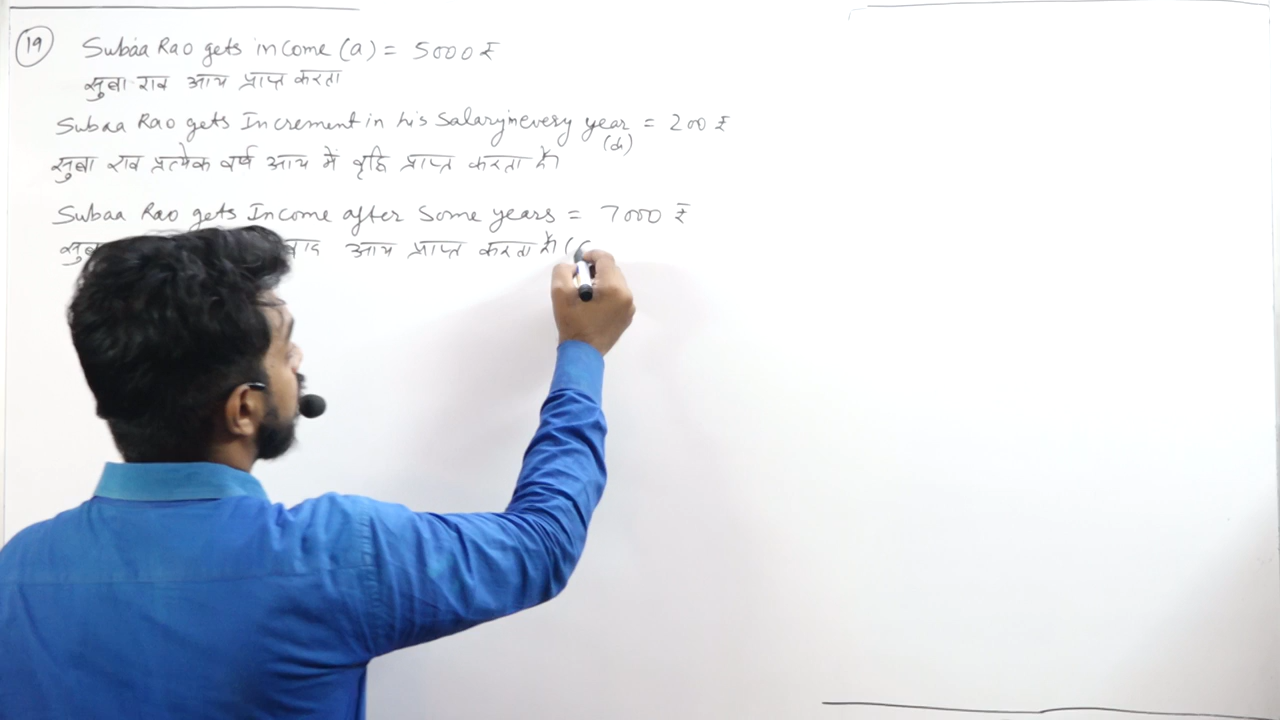 19 Subaa Rao gets income (a) = 5000 ₹
सुबा राव आय प्राप्त करता
Subaa Rao gets Increment in his Salary in every year = 200 ₹
(d)
सुबा राव प्रत्येक वर्ष आय में वृद्धि प्राप्त करता है।
Subaa Rao gets Income after Some years = 7000 ₹
बाद आय प्राप्त करता है। (